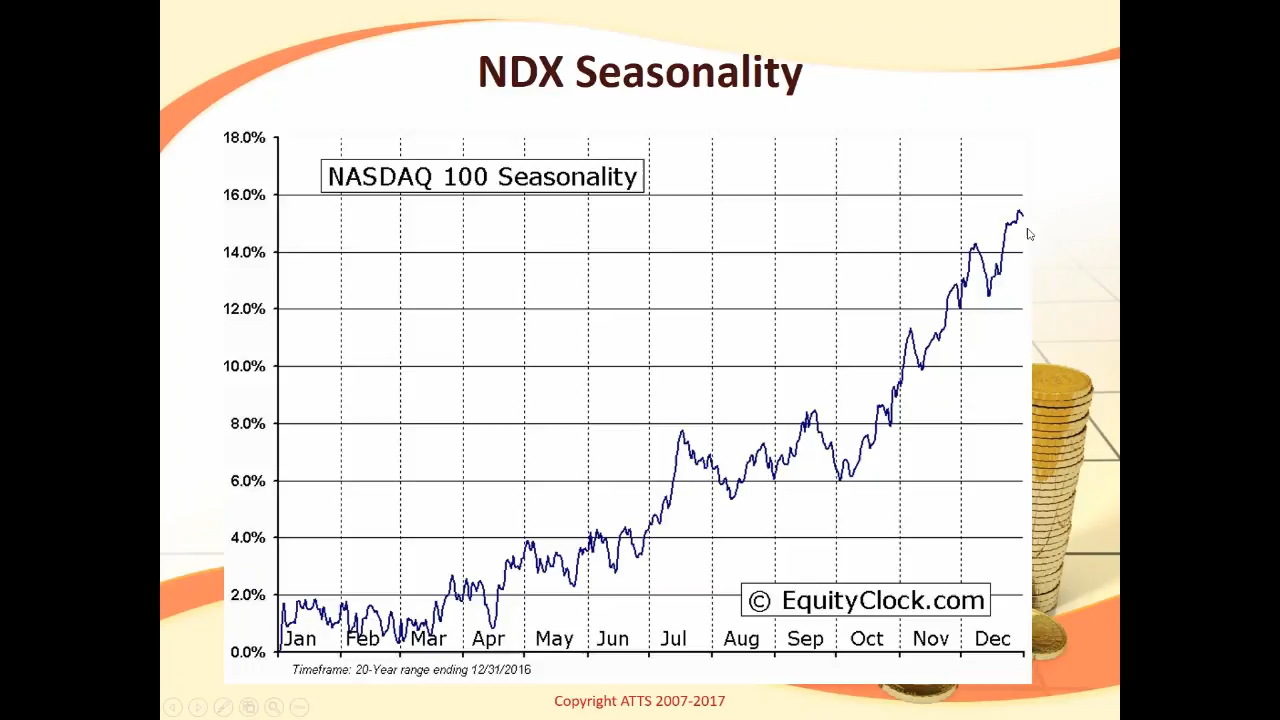 NDX Seasonality
18.0%
NASDAQ 100 Seasonality
16.0%
14.0%
12.0%
10.0%
8.0%
6.0%
4.0%
2.0%
© EquityClock.com
Jan Feb Mar Apr May Jun Jul Aug Sep Oct Nov Dec
0.0%
Timeframe: 20-Year range ending 12/31/2016
Copyright ATTS 2007-2017